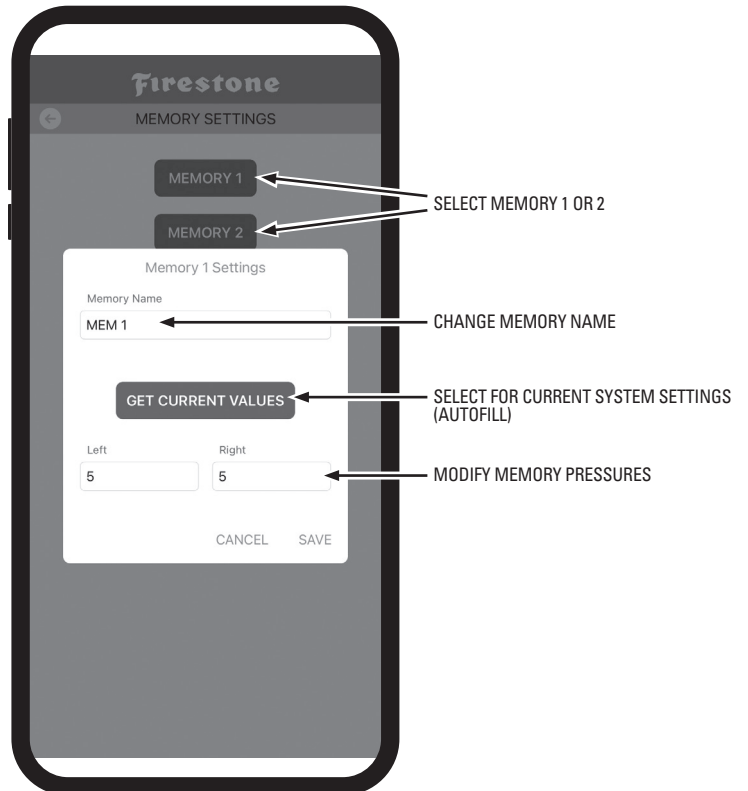 Firestone
MEMORY SETTINGS
MEMORY 1
MEMORY 2
SELECT MEMORY 1 OR 2
Memory 1 Settings
Memory Name
MEM 1
CHANGE MEMORY NAME
GET CURRENT VALUES
SELECT FOR CURRENT SYSTEM SETTINGS
(AUTOFILL)
Left Right
5 5
MODIFY MEMORY PRESSURES
CANCEL SAVE